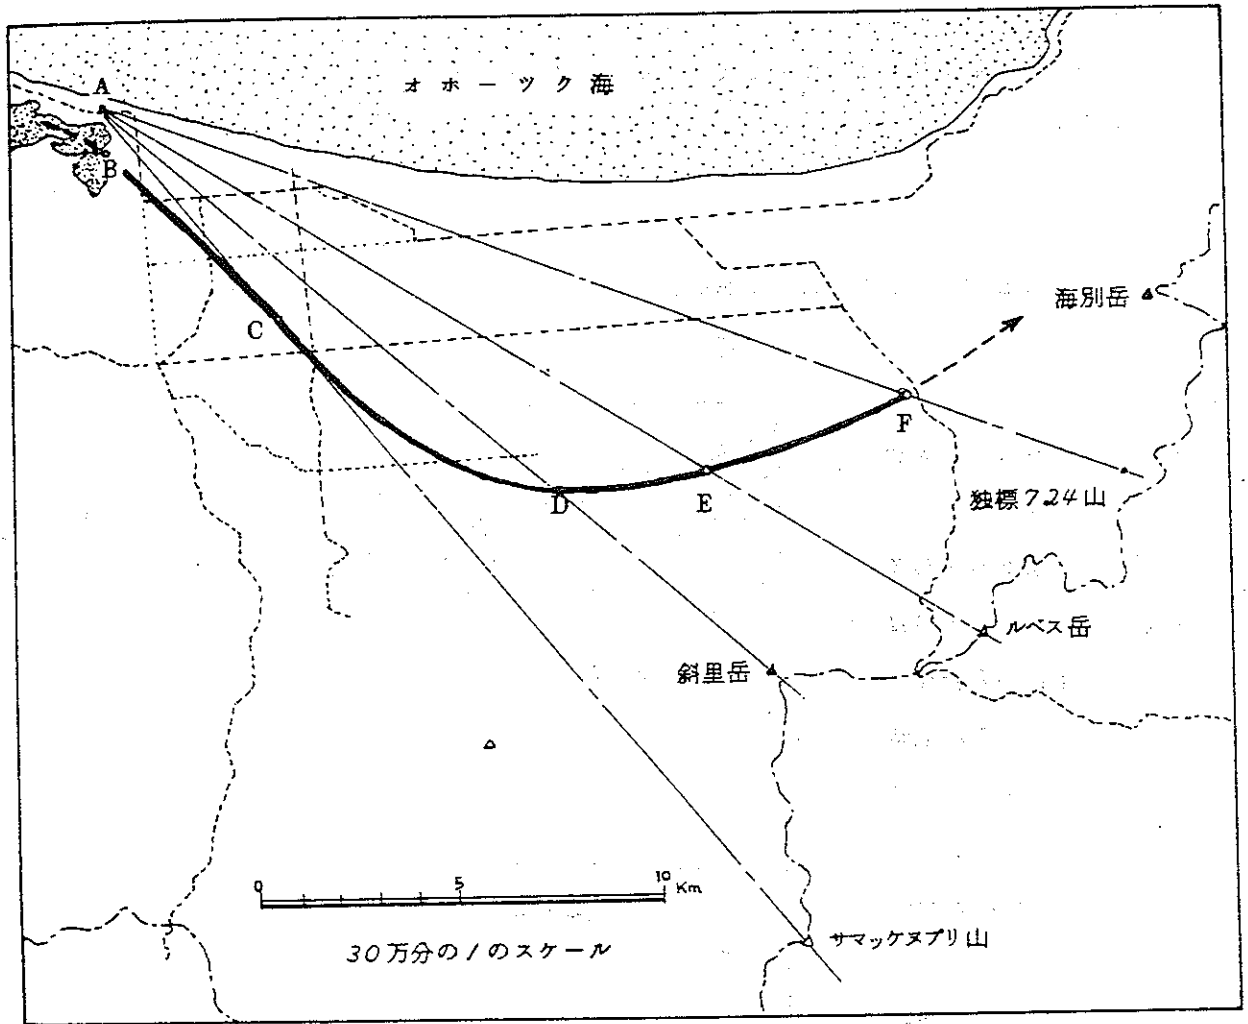 オホーツク海
A
B
海別岳
C
F
D
E
独標724山
ルベス岳
斜里岳
0 5 10 Km
サマッケヌプリ山
30万分の1のスケール